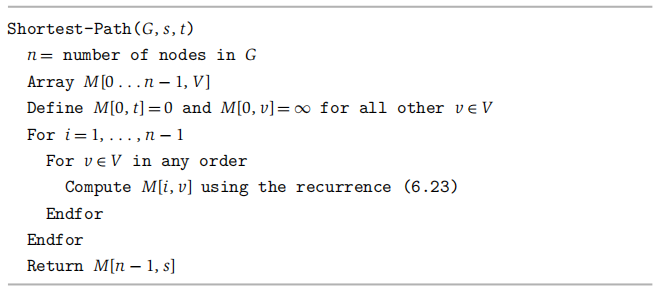 Shortest-Path(G, s, t)
n = number of nodes in G
Array M[0 . . . n − 1, V]
Define M[0, t] = 0 and M[0, v] = ∞ for all other v ∈ V
For i = 1, . . . , n − 1
For v ∈ V in any order
Compute M[i, v] using the recurrence (6.23)
Endfor
Endfor
Return M[n − 1, s]